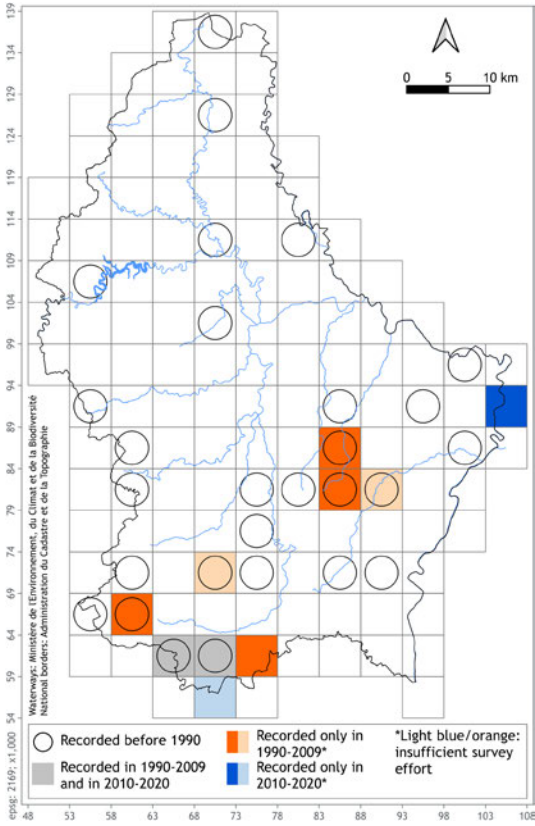 139
134
129
124
119
114
109
104
99
94
89
84
79
74
69
64
59
54
0 5 10 km
Waterways: Ministère de l'Environnement, du Climat et de la Biodiversité
National borders: Administration du Cadastre et de la Topographie
epsg: 2169; x1,000
Recorded before 1990
Recorded in 1990-2009
and in 2010-2020
Recorded only in
1990-2009*
Recorded only in
2010-2020*
*Light blue/orange:
insufficient survey
effort
48 53 58 63 68 73 78 83 88 93 98 103 108